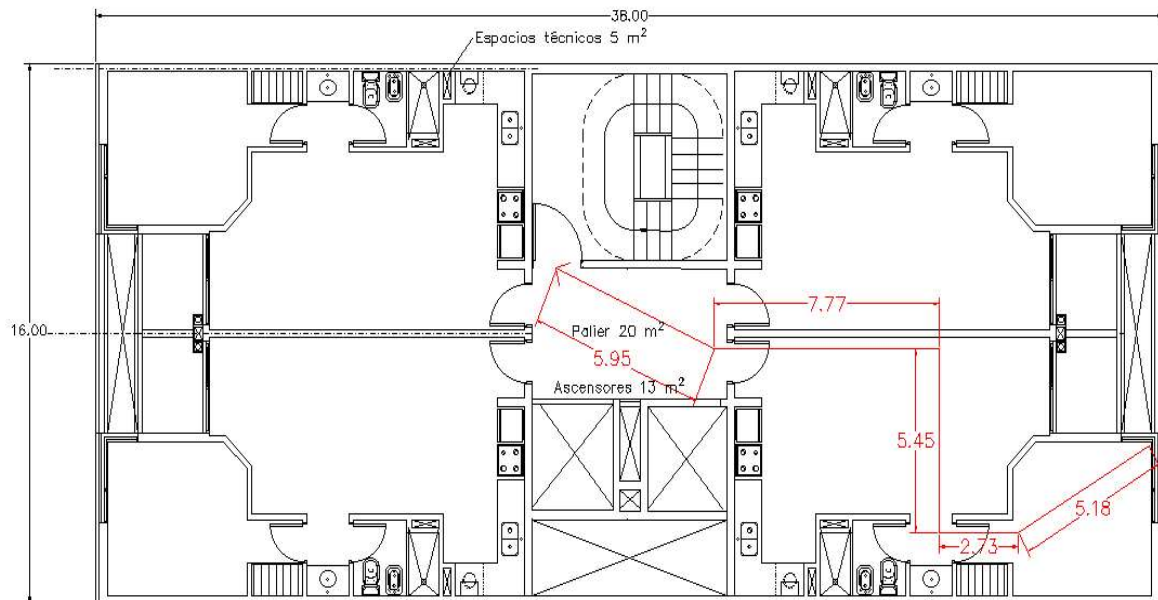 38.00
Espacios técnicos 5 m²
7.77
16.00
Palier 20 m²
5.95
Ascensores 13 m²
5.45
5.18
2.73